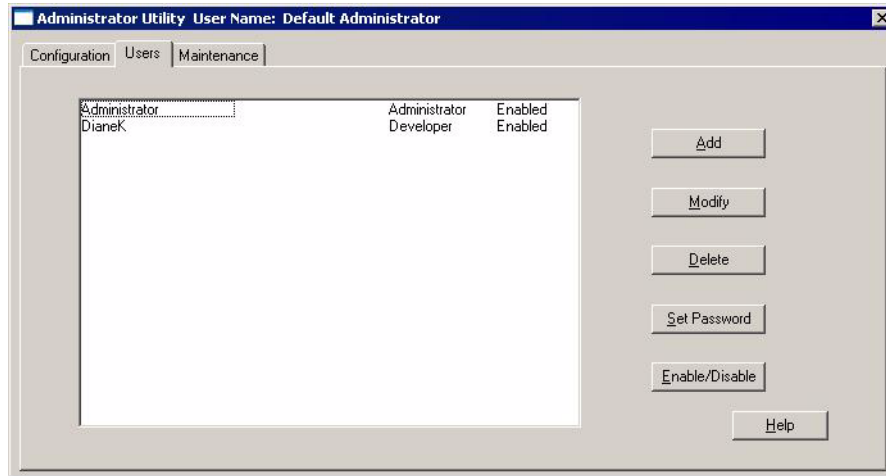 Administrator Utility User Name: Default Administrator
Configuration Users Maintenance
Administrator Administrator Enabled
DianeK Developer Enabled
Add
Modify
Delete
Set Password
Enable/Disable
Help